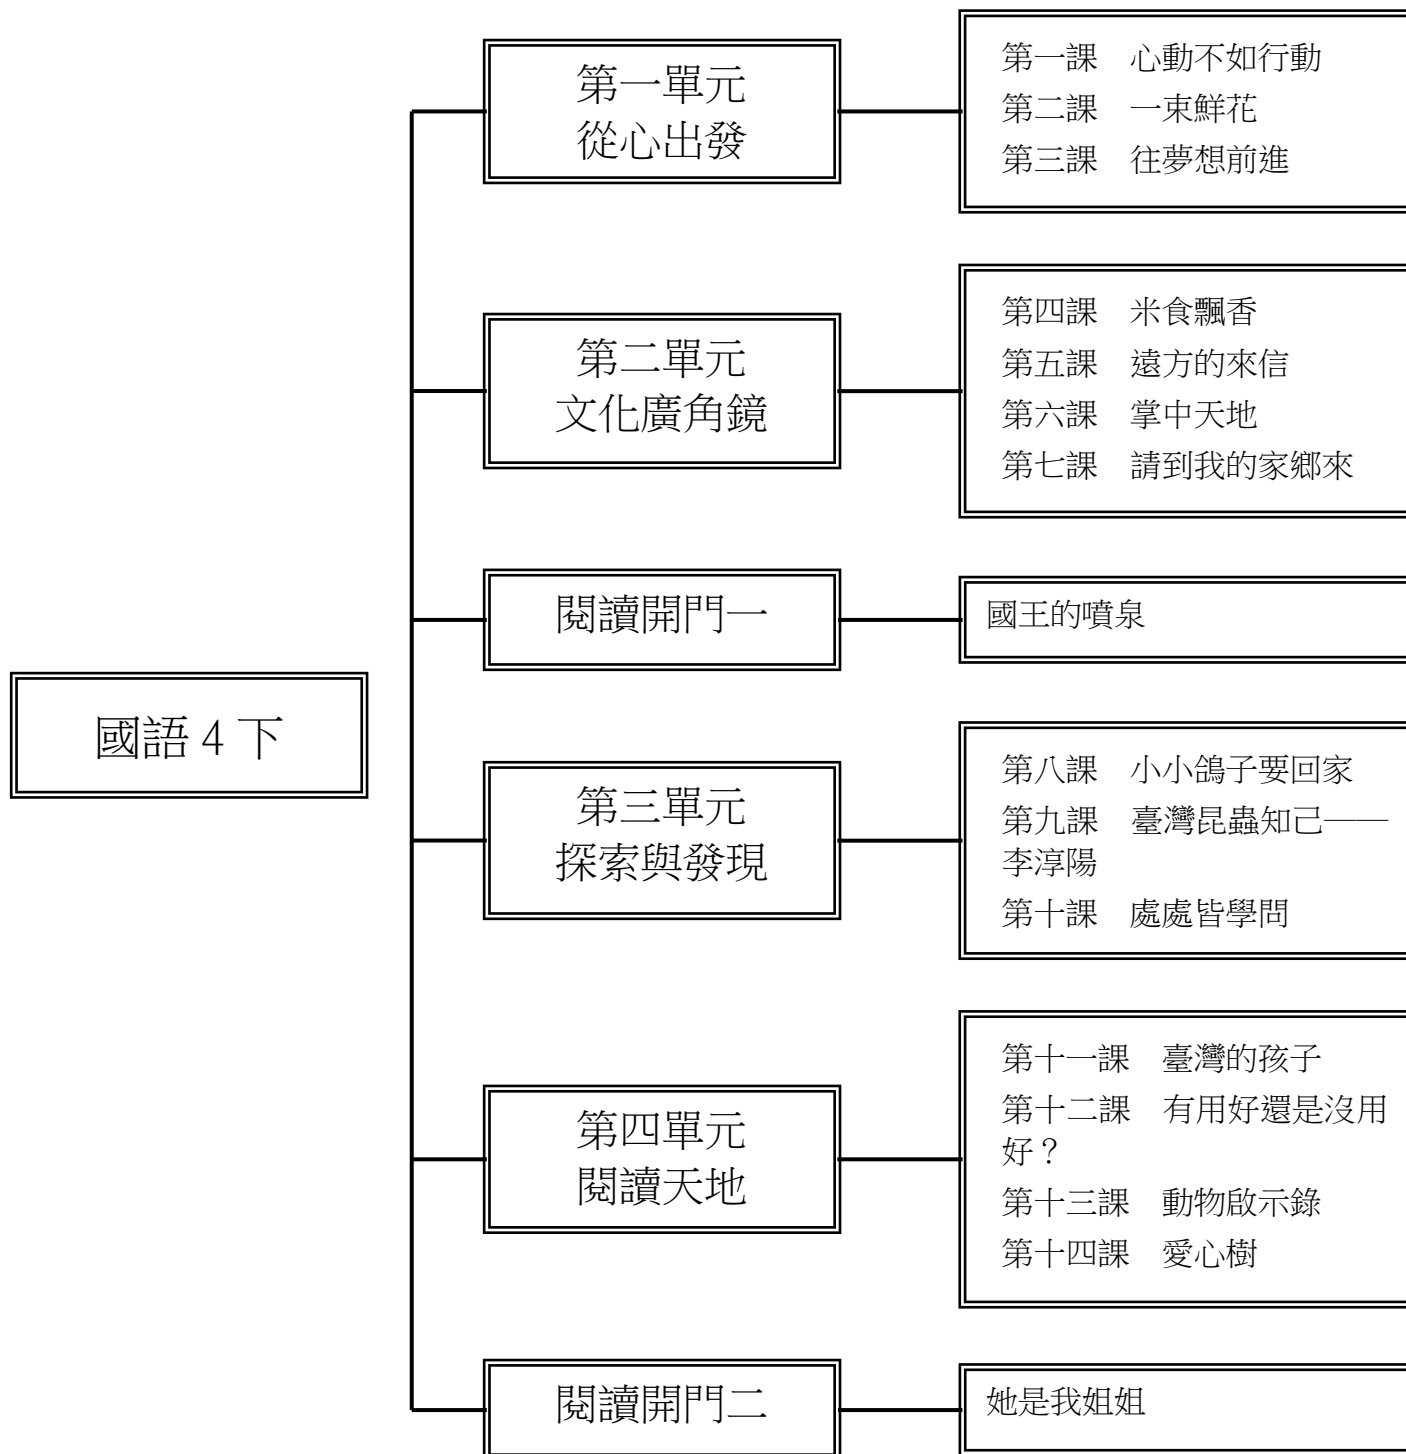 國語 4 下
第一單元
從心出發
第一課　心動不如行動
第二課　一束鮮花
第三課　往夢想前進
第二單元
文化廣角鏡
第四課　米食飄香
第五課　遠方的來信
第六課　掌中天地
第七課　請到我的家鄉來
閱讀開門一
國王的噴泉
第三單元
探索與發現
第八課　小小鴿子要回家
第九課　臺灣昆蟲知己——
李淳陽
第十課　處處皆學問
第四單元
閱讀天地
第十一課　臺灣的孩子
第十二課　有用好還是沒用
好？
第十三課　動物啟示錄
第十四課　愛心樹
閱讀開門二
她是我姐姐